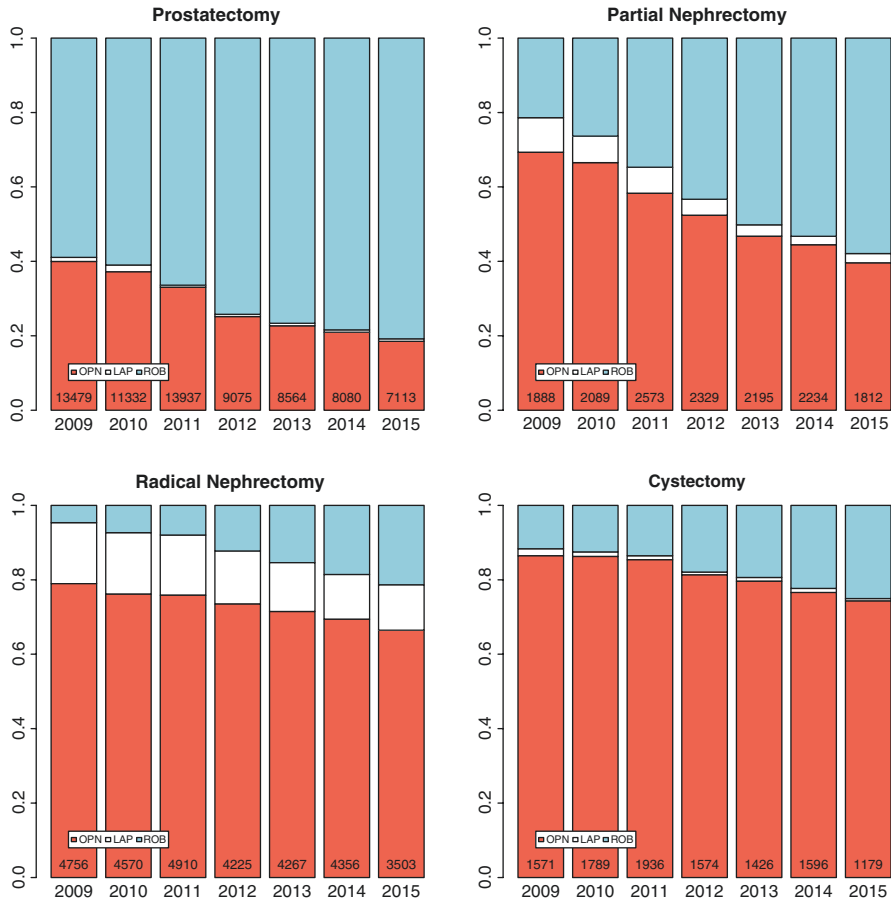 Prostatectomy
1.0
0.8
0.6
0.4
0.2
0.0
OPN LAP ROB
13479 11332 13937 9075 8564 8080 7113
2009 2010 2011 2012 2013 2014 2015
Partial Nephrectomy
1.0
0.8
0.6
0.4
0.2
0.0
OPN LAP ROB
1888 2089 2573 2329 2195 2234 1812
2009 2010 2011 2012 2013 2014 2015
Radical Nephrectomy
1.0
0.8
0.6
0.4
0.2
0.0
OPN LAP ROB
4756 4570 4910 4225 4267 4356 3503
2009 2010 2011 2012 2013 2014 2015
Cystectomy
1.0
0.8
0.6
0.4
0.2
0.0
OPN LAP ROB
1571 1789 1936 1574 1426 1596 1179
2009 2010 2011 2012 2013 2014 2015